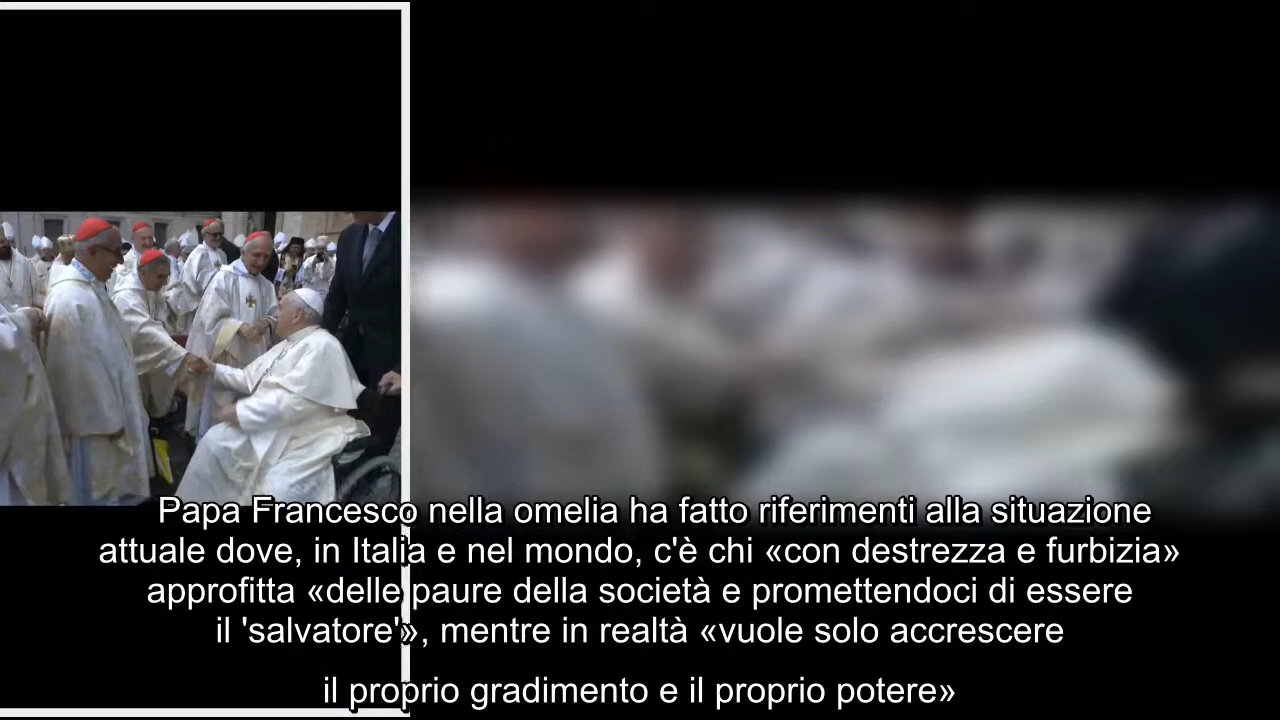 Papa Francesco nella omelia ha fatto riferimenti alla situazione
attuale dove, in Italia e nel mondo, c'è chi «con destrezza e furbizia»
approfitta «delle paure della società e promettendoci di essere
il 'salvatore'», mentre in realtà «vuole solo accrescere
il proprio gradimento e il proprio potere»